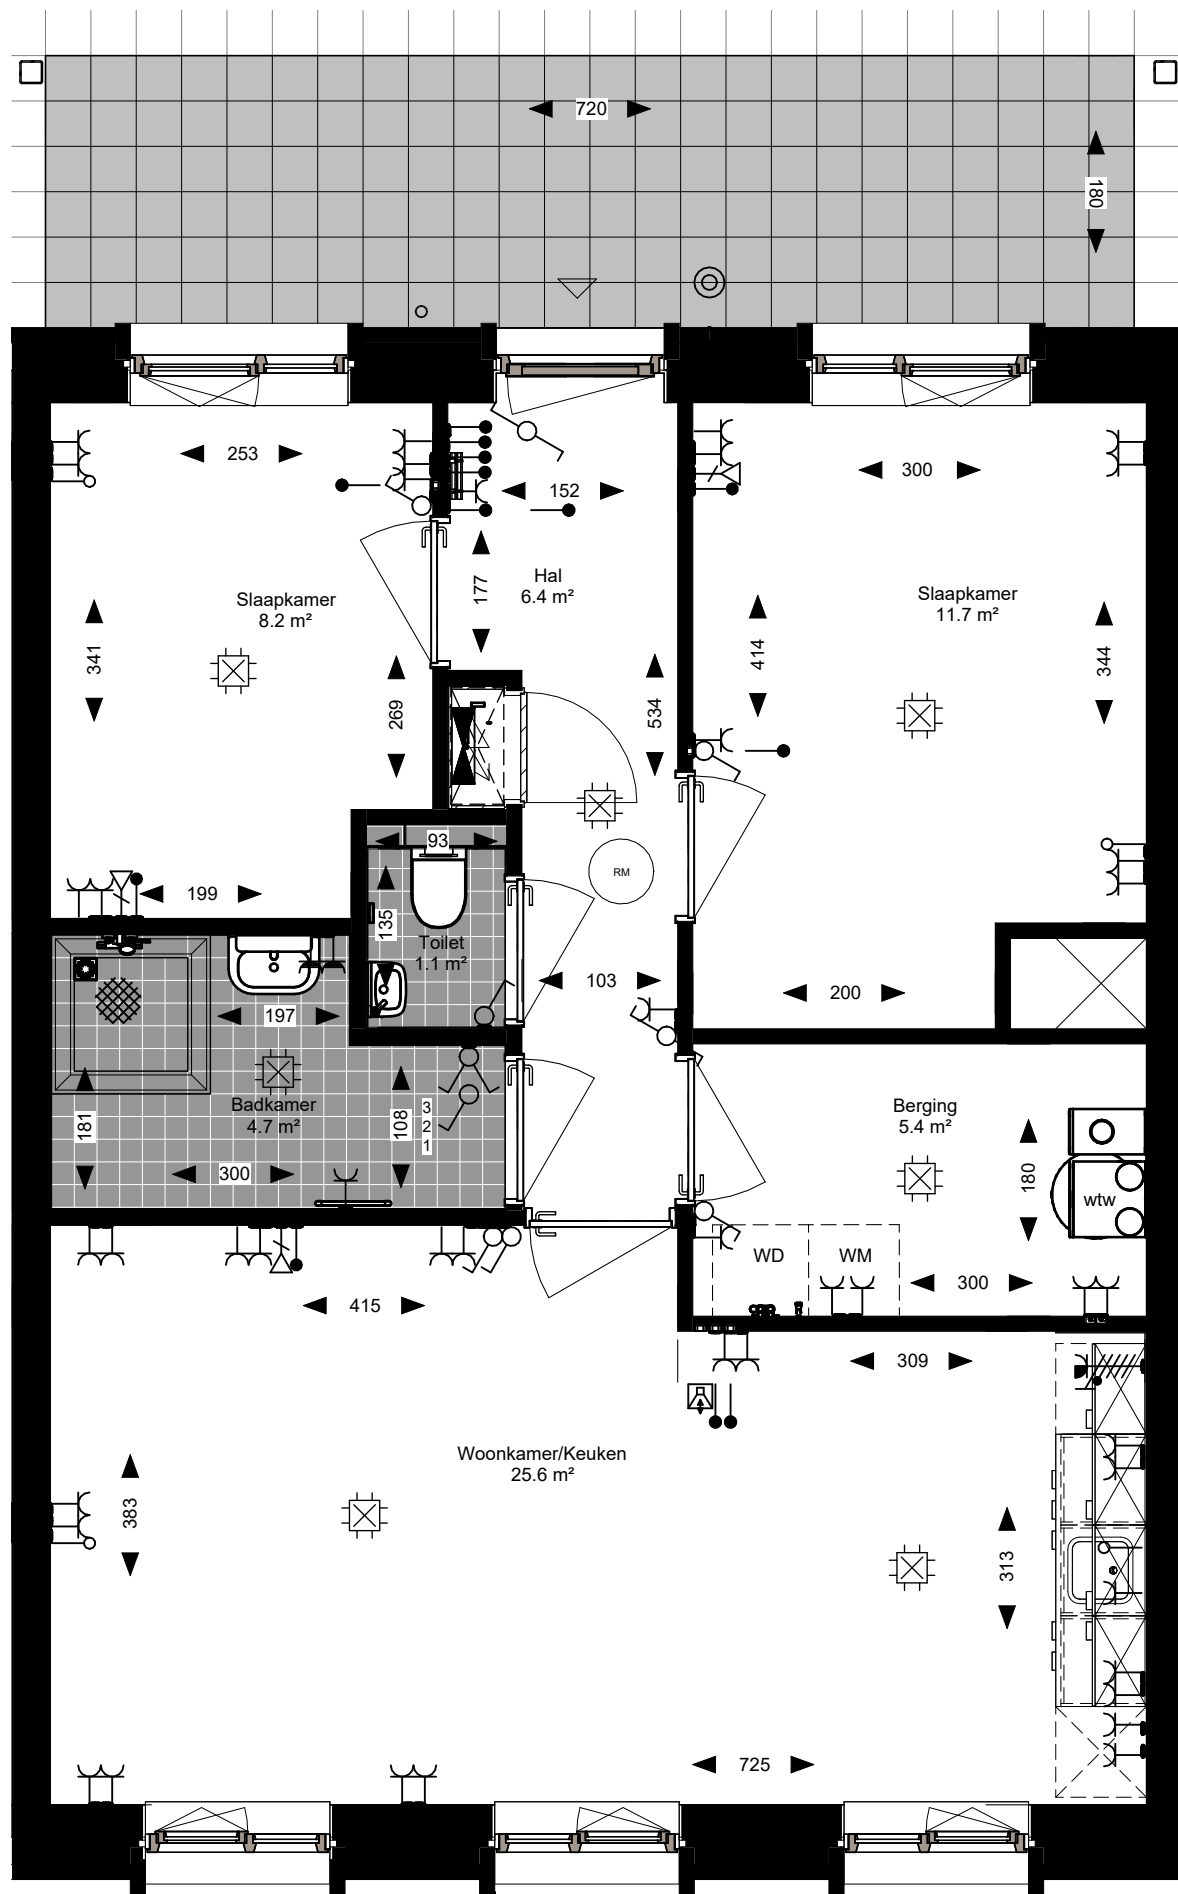 720
180
253
152
300
177
Hal
6.4 m²
Slaapkamer
8.2 m²
Slaapkamer
11.7 m²
341
269
534
414
344
93
RM
199
135
Toilet
1.1 m²
103
200
197
Badkamer
4.7 m²
181
108
3
2
1
300
Berging
5.4 m²
180
wtw
WD
WM
300
415
309
Woonkamer/Keuken
25.6 m²
383
313
725